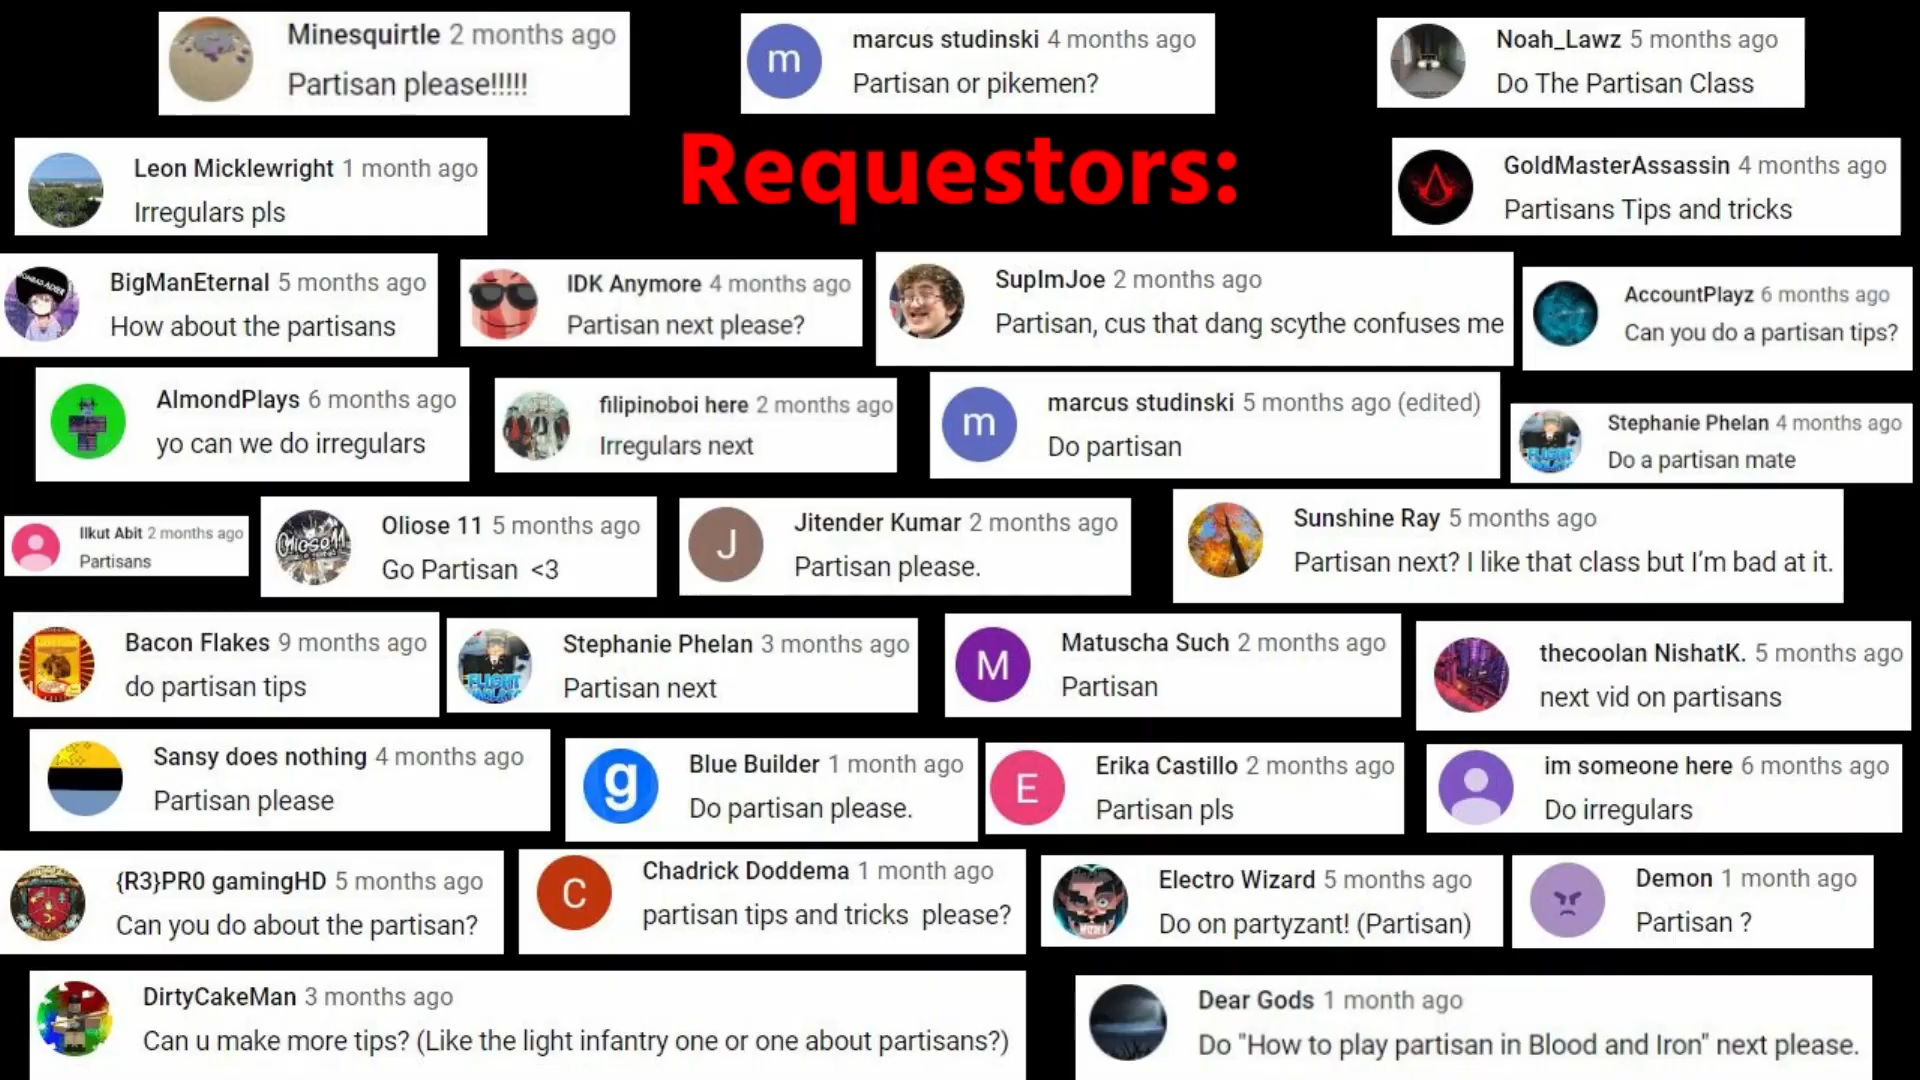 Minesquirtle 2 months ago
Partisan please!!!!!
m
marcus studinski 4 months ago
Partisan or pikemen?
Noah_Lawz 5 months ago
Do The Partisan Class
Requestors:
Leon Micklewright 1 month ago
Irregulars pls
GoldMasterAssassin 4 months ago
Partisans Tips and tricks
BigManEternal 5 months ago
How about the partisans
IDK Anymore 4 months ago
Partisan next please?
SupImJoe 2 months ago
Partisan, cus that dang scythe confuses me
AccountPlayz 6 months ago
Can you do a partisan tips?
AlmondPlays 6 months ago
yo can we do irregulars
filipinoboi here 2 months ago
Irregulars next
m
marcus studinski 5 months ago (edited)
Do partisan
Stephanie Phelan 4 months ago
Do a partisan mate
Ilkut Abit 2 months ago
Partisans
Oliose 11 5 months ago
Go Partisan <3
J
Jitender Kumar 2 months ago
Partisan please.
Sunshine Ray 5 months ago
Partisan next? I like that class but I'm bad at it.
Bacon Flakes 9 months ago
do partisan tips
Stephanie Phelan 3 months ago
Partisan next
M
Matuscha Such 2 months ago
Partisan
thecoolan NishatK. 5 months ago
next vid on partisans
Sansy does nothing 4 months ago
Partisan please
g
Blue Builder 1 month ago
Do partisan please.
E
Erika Castillo 2 months ago
Partisan pls
im someone here 6 months ago
Do irregulars
{R3}PR0 gamingHD 5 months ago
Can you do about the partisan?
C
Chadrick Doddema 1 month ago
partisan tips and tricks please?
Electro Wizard 5 months ago
Do on partyzant! (Partisan)
Demon 1 month ago
Partisan ?
DirtyCakeMan 3 months ago
Can u make more tips? (Like the light infantry one or one about partisans?)
Dear Gods 1 month ago
Do "How to play partisan in Blood and Iron" next please.